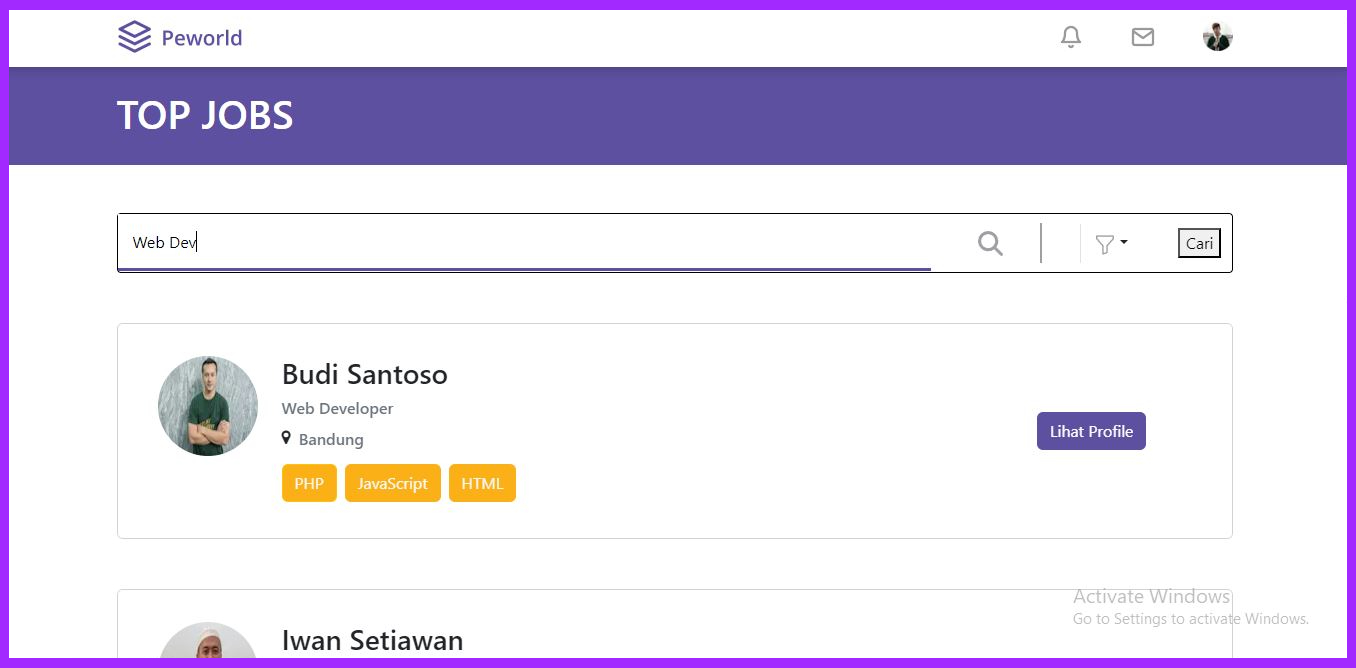 Peworld
TOP JOBS
Web Dev
Cari
Budi Santoso
Web Developer
Bandung
Lihat Profile
PHP JavaScript HTML
Iwan Setiawan
Activate Windows
Go to Settings to activate Windows.